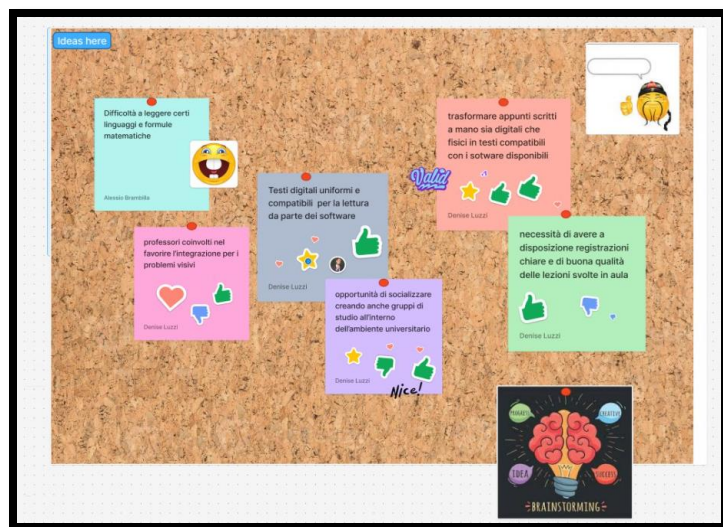 Ideas here
Difficoltà a leggere certi
linguaggi e formule
matematiche
Alessio Brambilla
trasformare appunti scritti
a mano sia digitali che
fisici in testi compatibili
con i sotware disponibili
Valid
Denise Luzzi
Testi digitali uniformi e
compatibili per la lettura
da parte dei software
Denise Luzzi
professori coinvolti nel
favorire l'integrazione per i
problemi visivi
Denise Luzzi
necessità di avere a
disposizione registrazioni
chiare e di buona qualità
delle lezioni svolte in aula
Denise Luzzi
opportunità di socializzare
creando anche gruppi di
studio all'interno
dell'ambiente universitario
Denise Luzzi
Nice!
CREATIVE
IDEA
SUCCESS
BRAINSTORMING